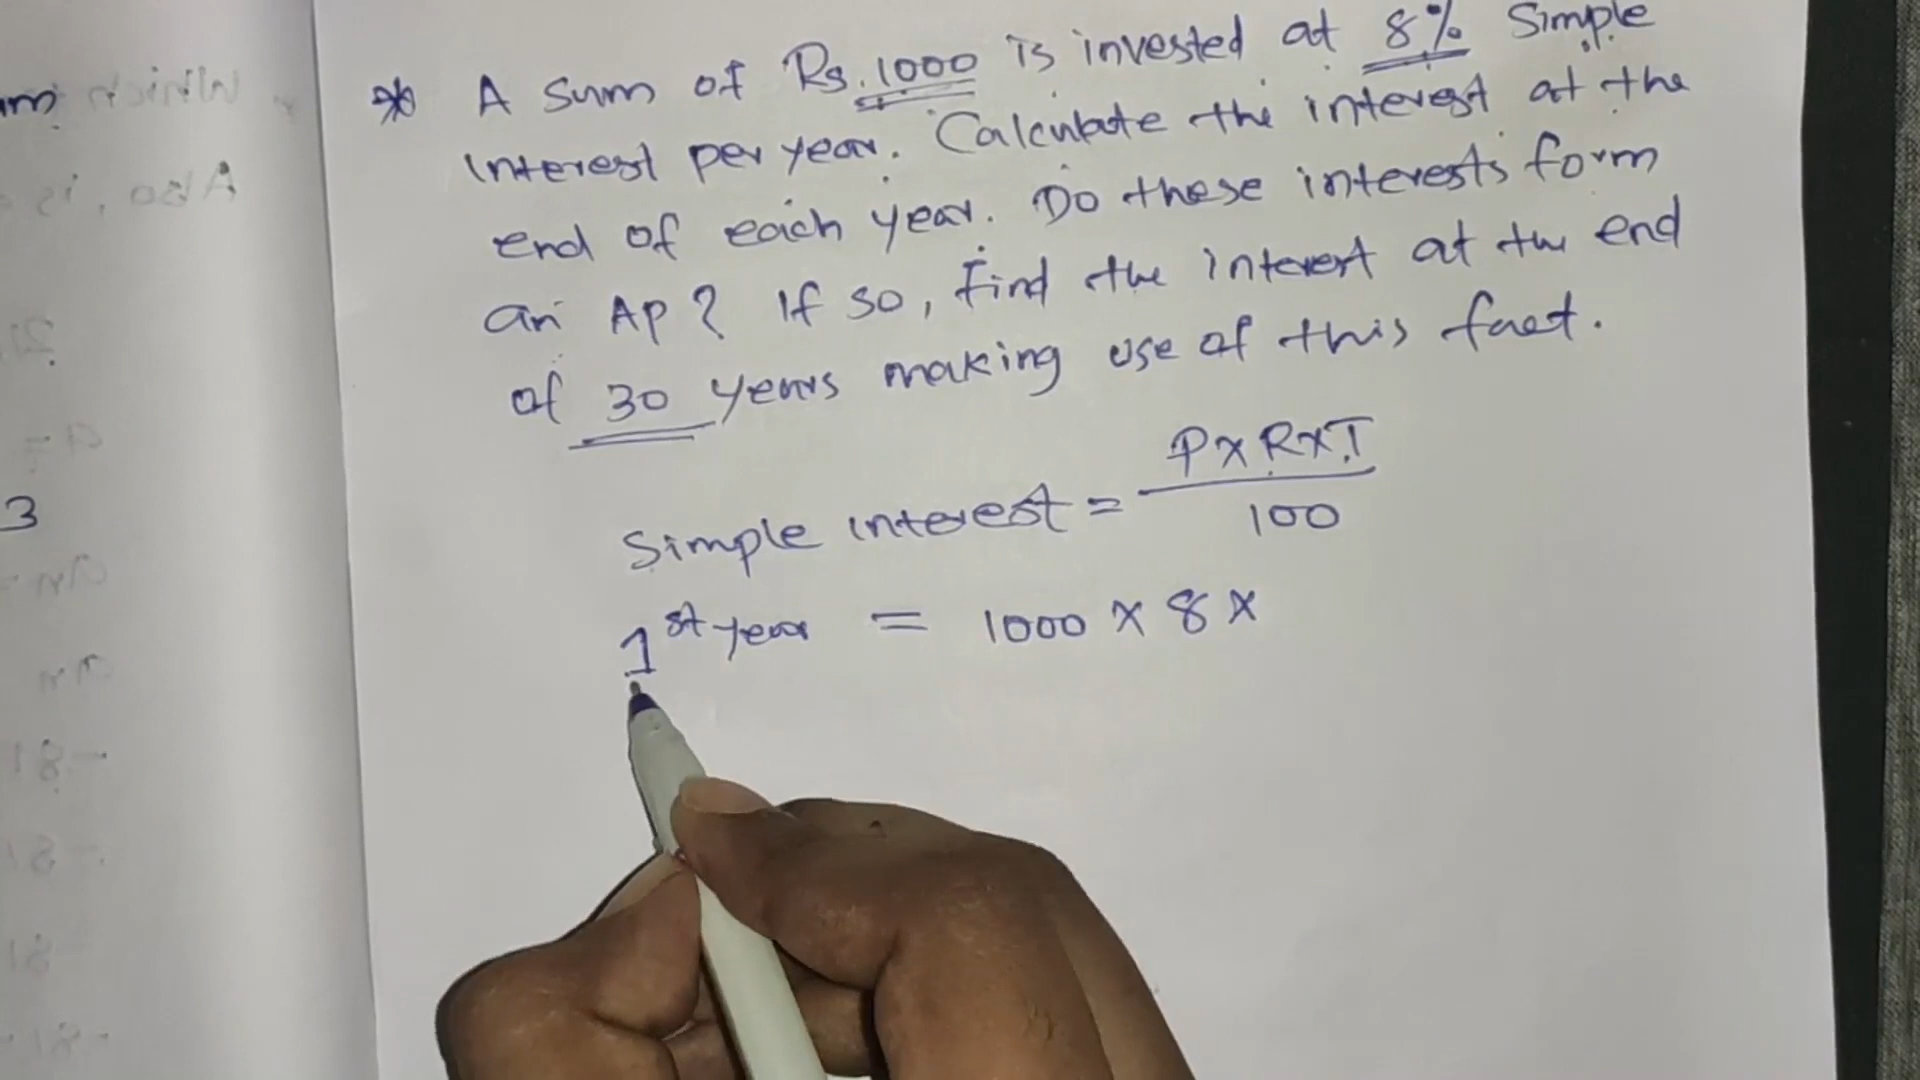 * A sum of Rs.1000 is invested at 8% simple
interest per year. Calculate the interest at the
end of each year. Do these interests form
an AP? If so, find the interest at the end
of 30 years making use of this fact.
Simple interest = P×R×T
100
1st year = 1000 × 8 ×
3